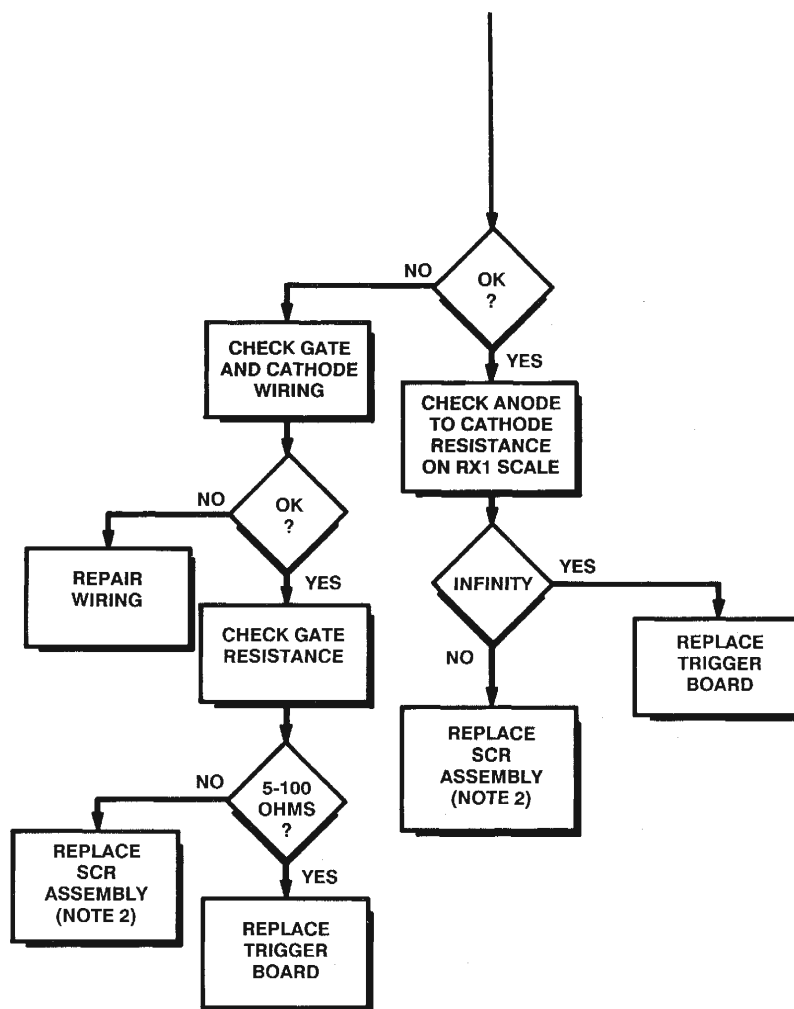 OK
?
NO
YES
CHECK GATE
AND CATHODE
WIRING
CHECK ANODE
TO CATHODE
RESISTANCE
ON RX1 SCALE
OK
?
NO
YES
REPAIR
WIRING
CHECK GATE
RESISTANCE
INFINITY
YES
NO
REPLACE
TRIGGER
BOARD
REPLACE
SCR
ASSEMBLY
(NOTE 2)
5-100
OHMS
?
NO
YES
REPLACE
SCR
ASSEMBLY
(NOTE 2)
REPLACE
TRIGGER
BOARD